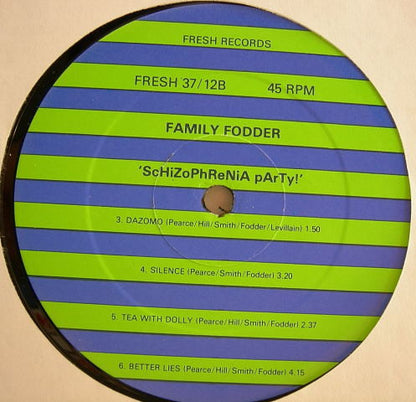 FRESH RECORDS
FRESH 37/12B 45 RPM
FAMILY FODDER
'ScHiZoPhReNiA pArTy!'
3. DAZOMO (Pearce/Hill/Smith/Fodder/Levillain) 1.50
4. SILENCE (Pearce/Smith/Fodder) 3.20
5. TEA WITH DOLLY (Pearce/Hill/Smith/Fodder) 2.37
6. BETTER LIES (Pearce/Hill/Smith/Fodder) 4.15